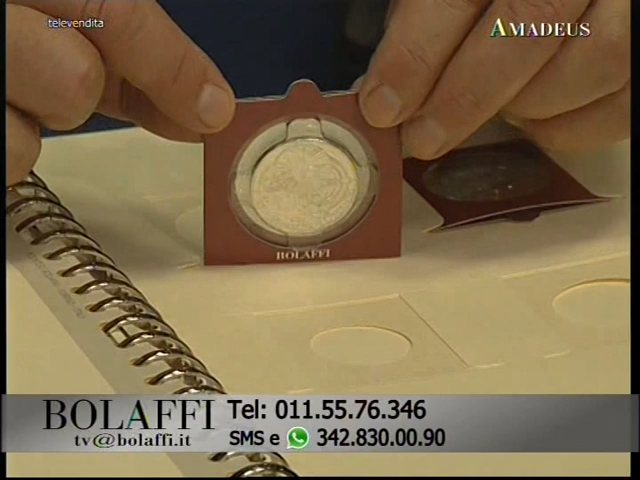 televendita
AMADEUS
BOLAFFI
BOLAFFI
tv@bolaffi.it
Tel: 011.55.76.346
SMS e 342.830.00.90